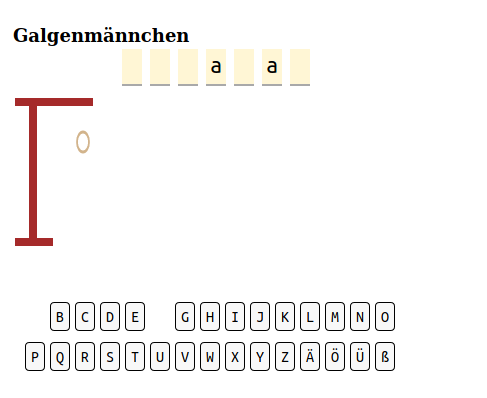 Galgenmännchen
_ _ _ a _ a _
B C D E G H I J K L M N O
P Q R S T U V W X Y Z Ä Ö Ü ß